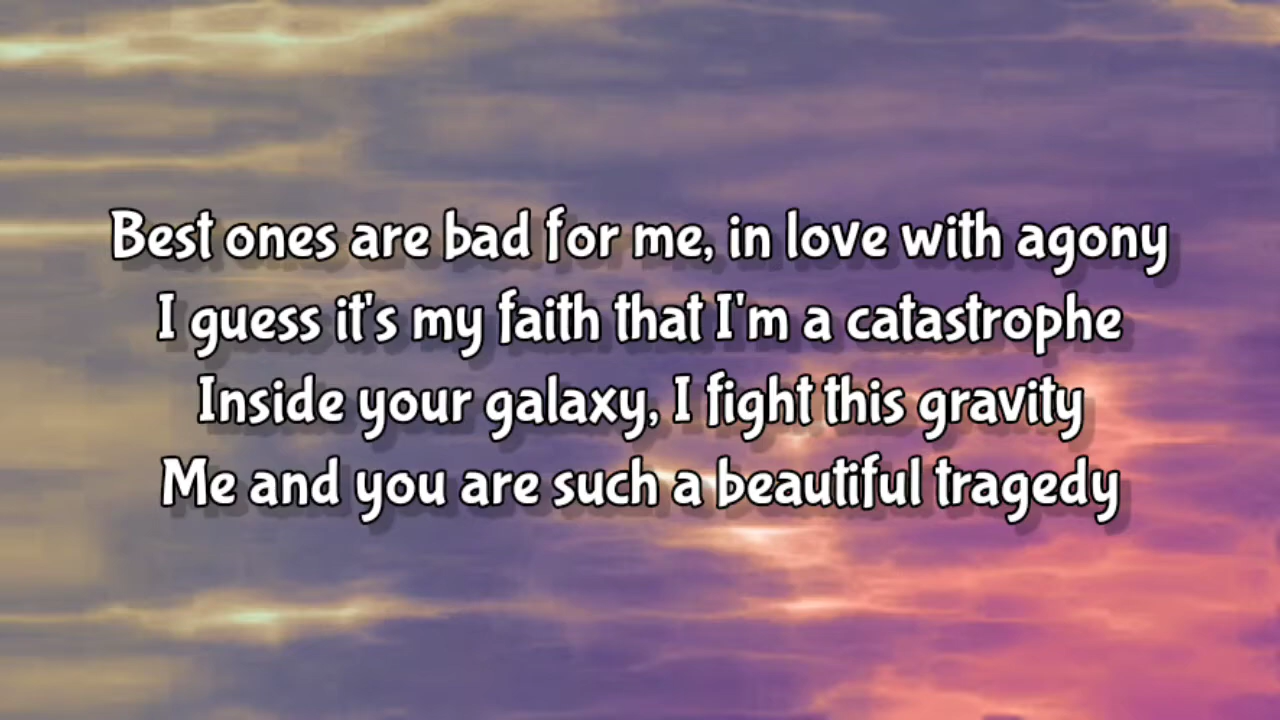 Best ones are bad for me, in love with agony
I guess it's my faith that I'm a catastrophe
Inside your galaxy, I fight this gravity
Me and you are such a beautiful tragedy